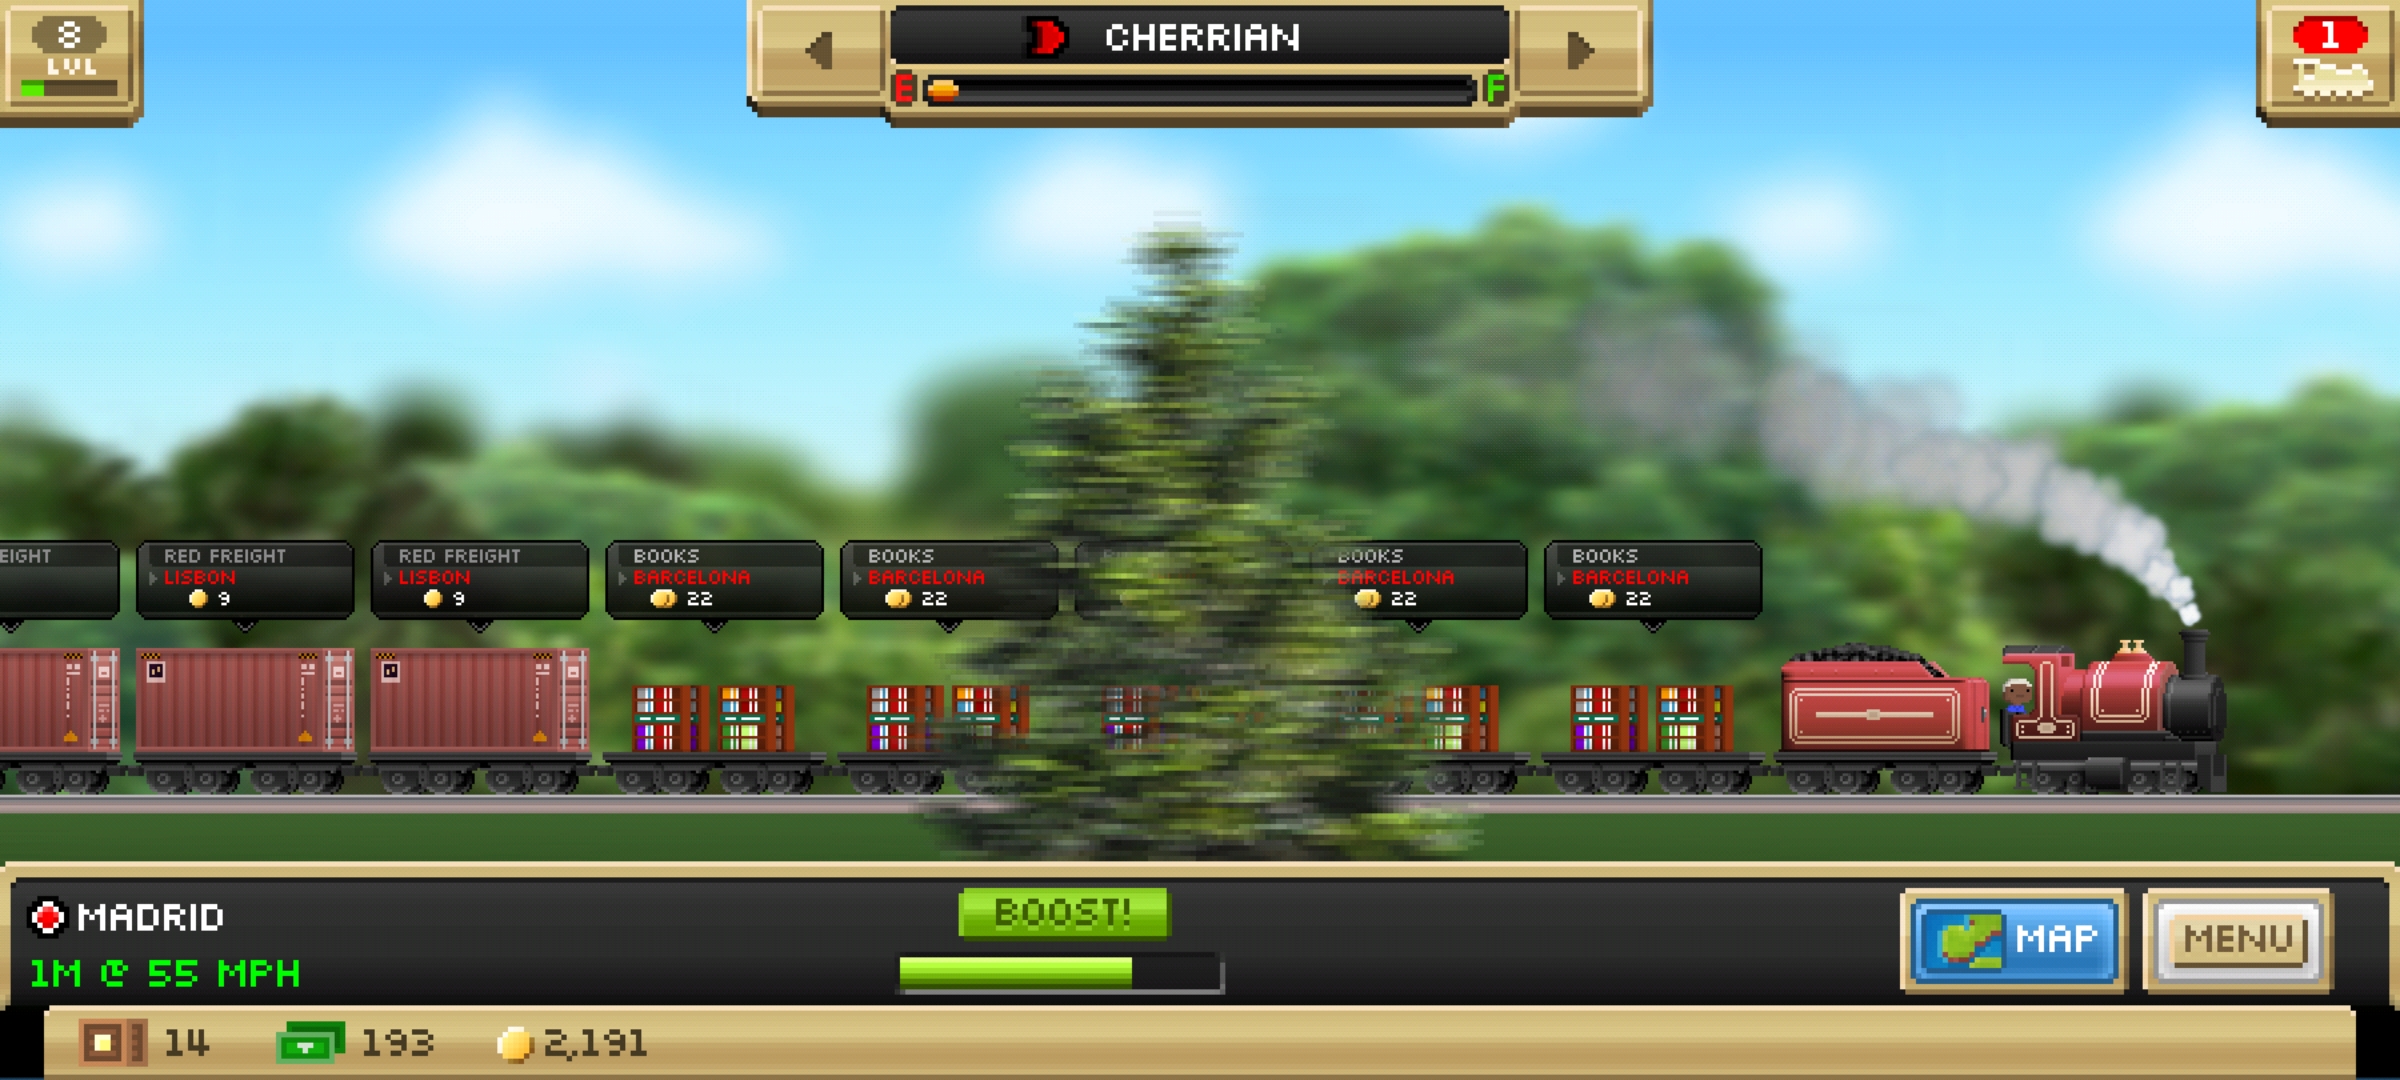 8
LVL
CHERRIAN
E F
1
EIGHT
RED FREIGHT
LISBON
9
RED FREIGHT
LISBON
9
BOOKS
BARCELONA
22
BOOKS
BARCELONA
22
BOOKS
BARCELONA
22
BOOKS
BARCELONA
22
MADRID
1M @ 55 MPH
BOOST!
MAP
MENU
14
193
2,191